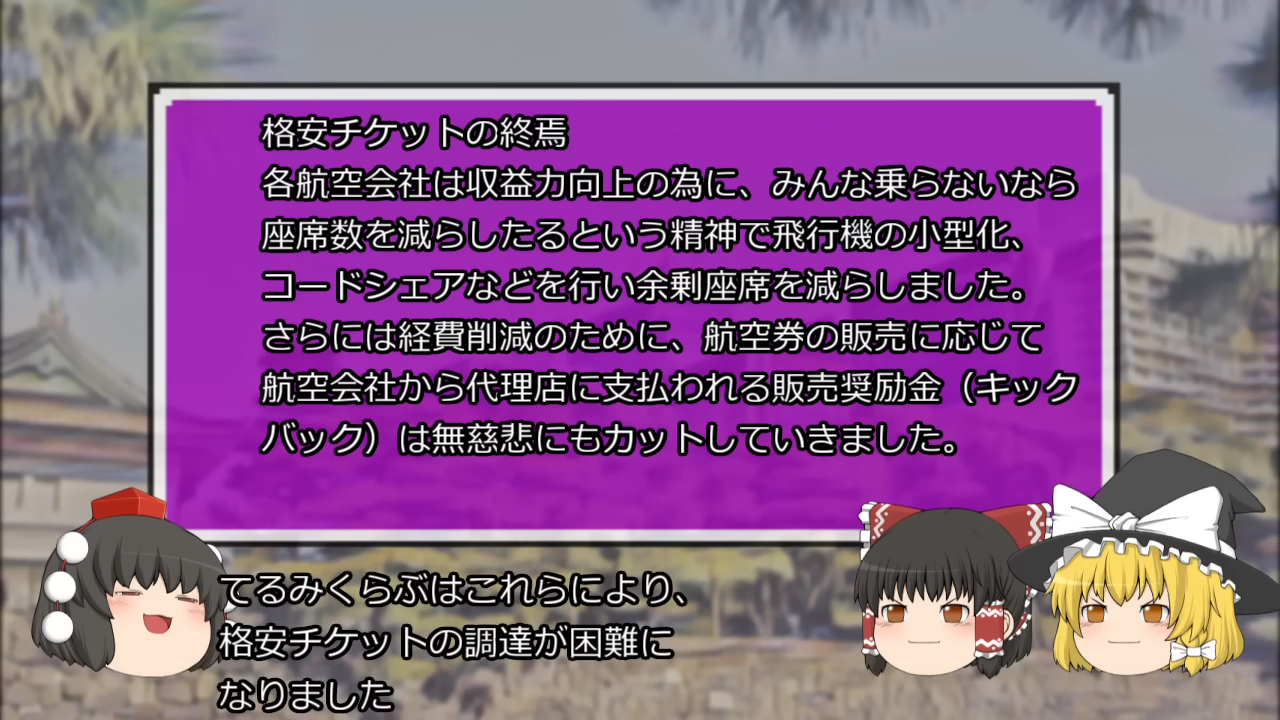 格安チケットの終焉
各航空会社は収益力向上の為に、みんな乗らないなら
座席数を減らしたるという精神で飛行機の小型化、
コードシェアなどを行い余剰座席を減らしました。
さらには経費削減のために、航空券の販売に応じて
航空会社から代理店に支払われる販売奨励金（キック
バック）は無慈悲にもカットしていきました。
てるみくらぶはこれらにより、
格安チケットの調達が困難に
なりました